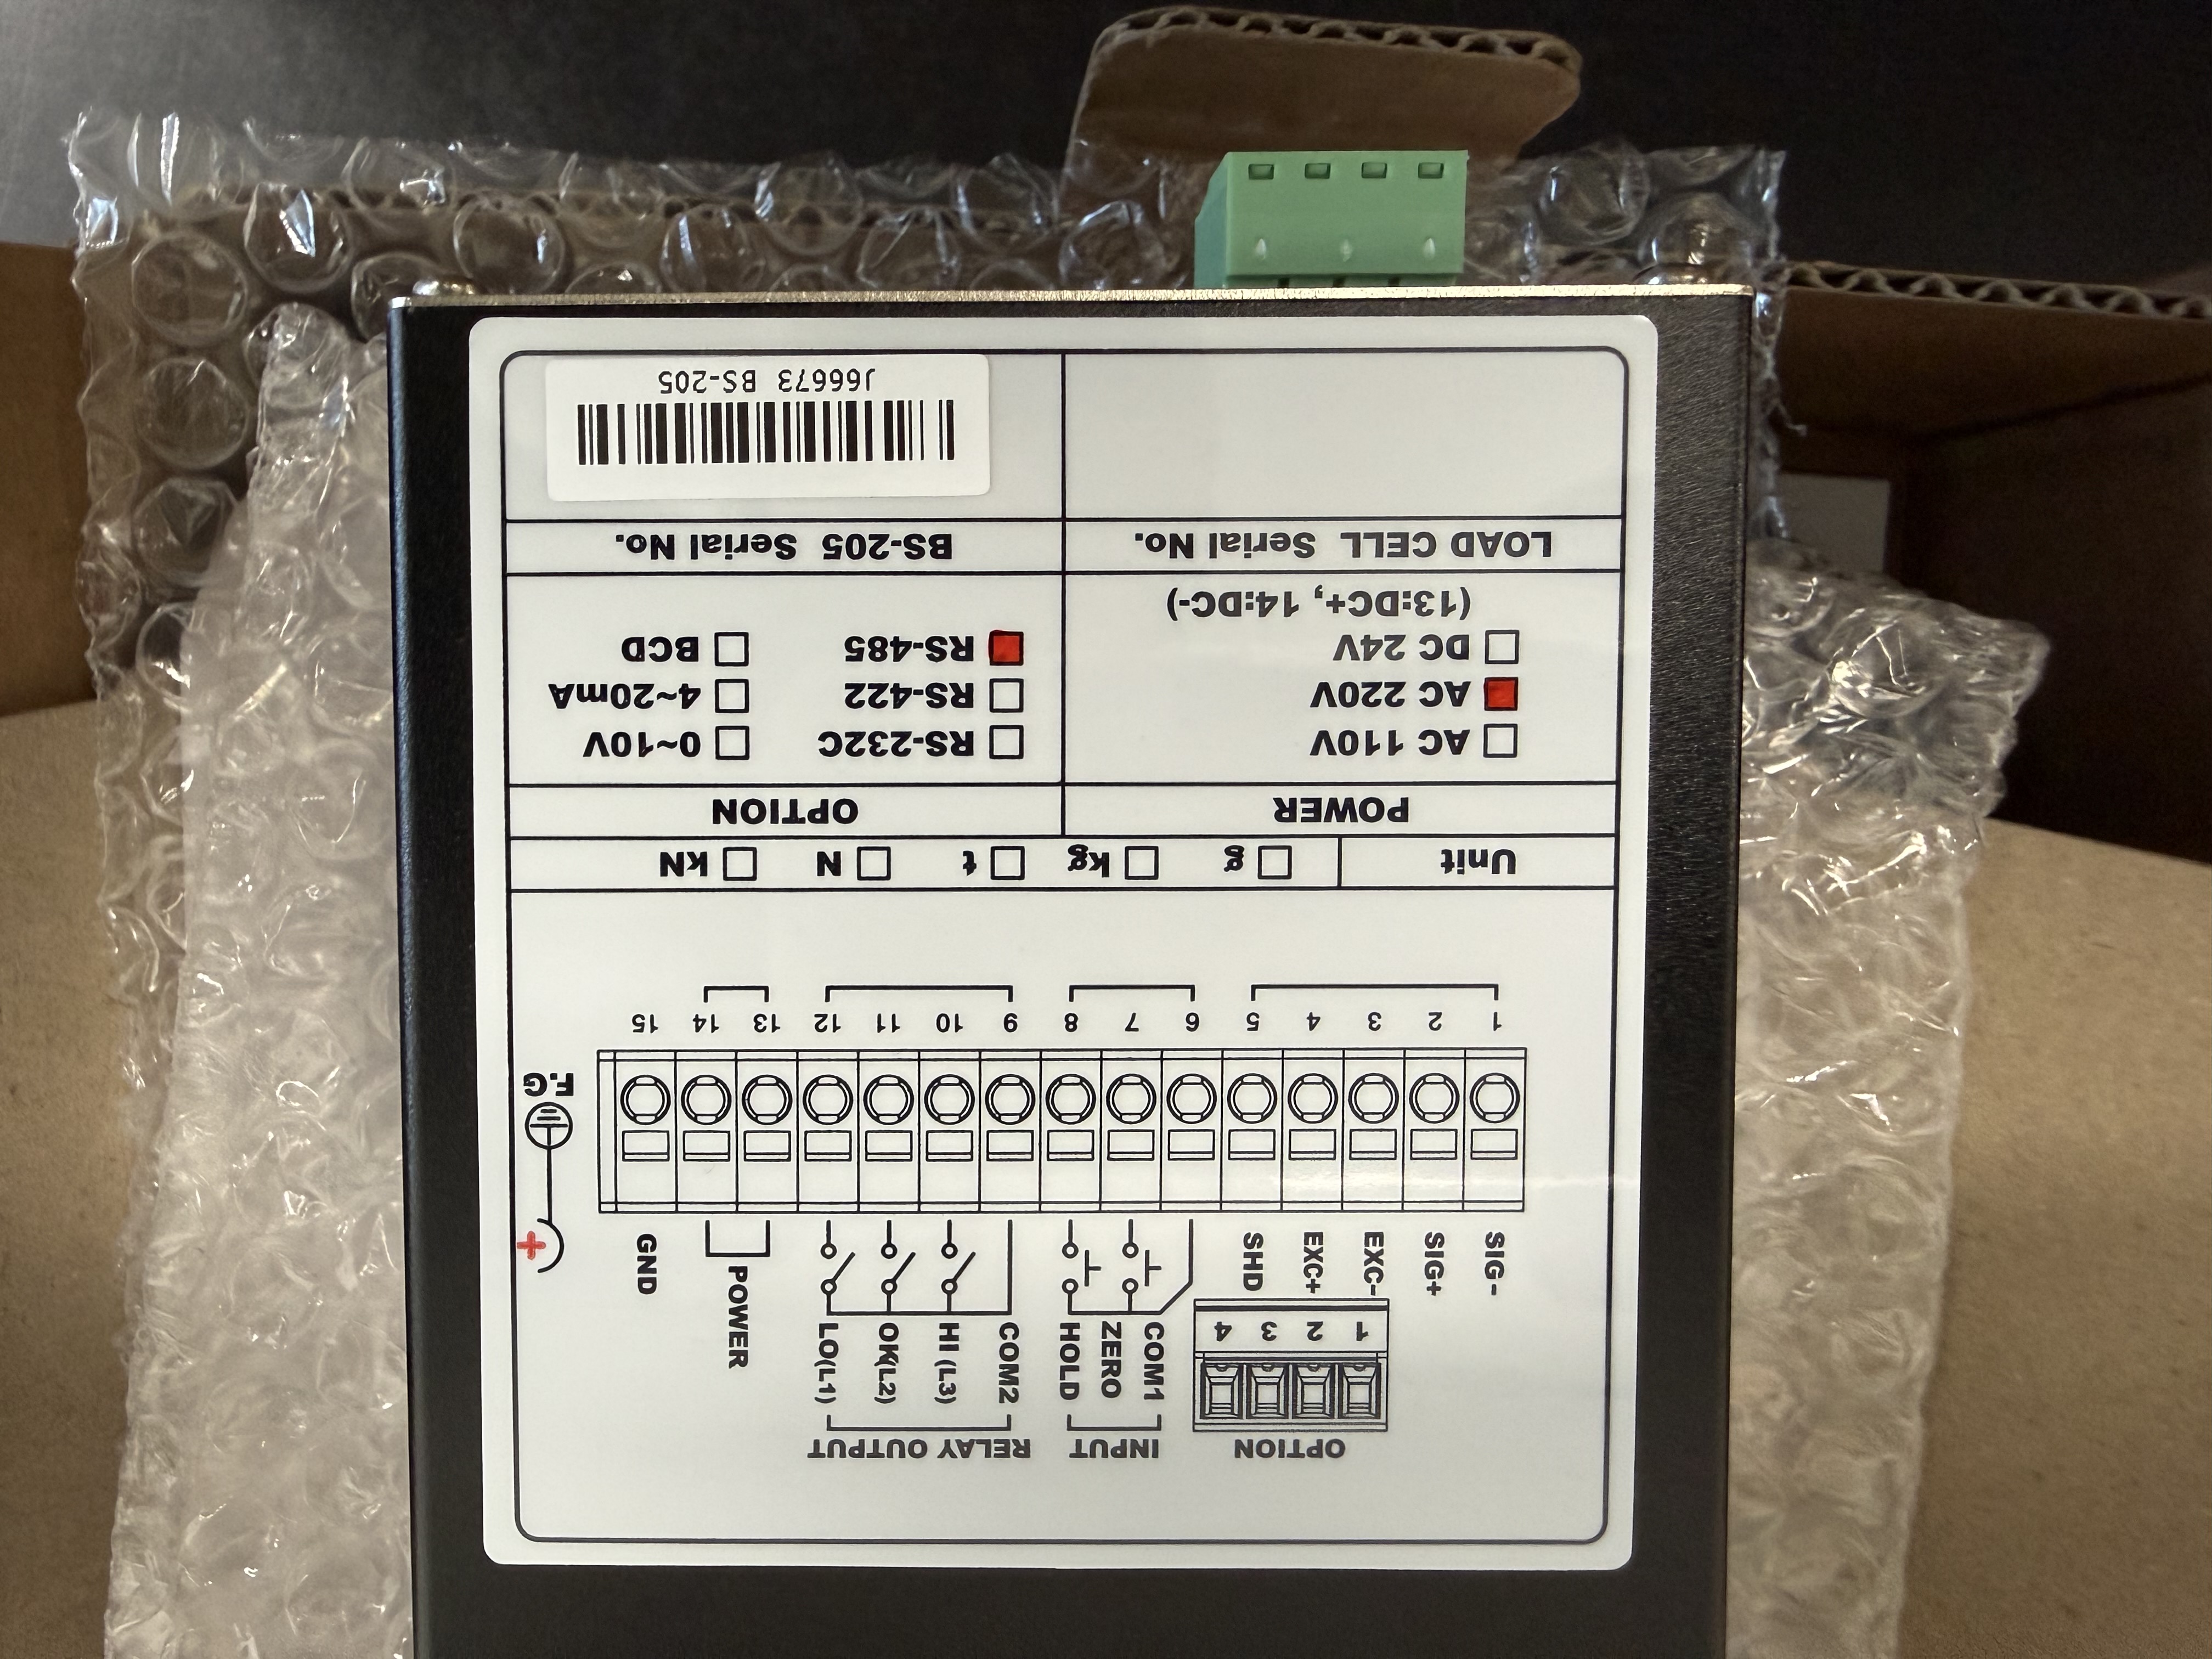 OPTION
INPUT
RELAY OUTPUT
1 2 3 4
COM1
ZERO
HOLD
COM2
HI (L3)
OK(L2)
LO(L1)
POWER
SIG-
SIG+
EXC-
EXC+
SHD
GND
F.G
1 2 3 4 5 6 7 8 9 10 11 12 13 14 15
Unit g kg t N kN
POWER
AC 110V
AC 220V
DC 24V
(13:DC+, 14:DC-)
OPTION
RS-232C 0~10V
RS-422 4~20mA
RS-485 BCD
LOAD CELL Serial No.
BS-205 Serial No.
J66673 BS-205